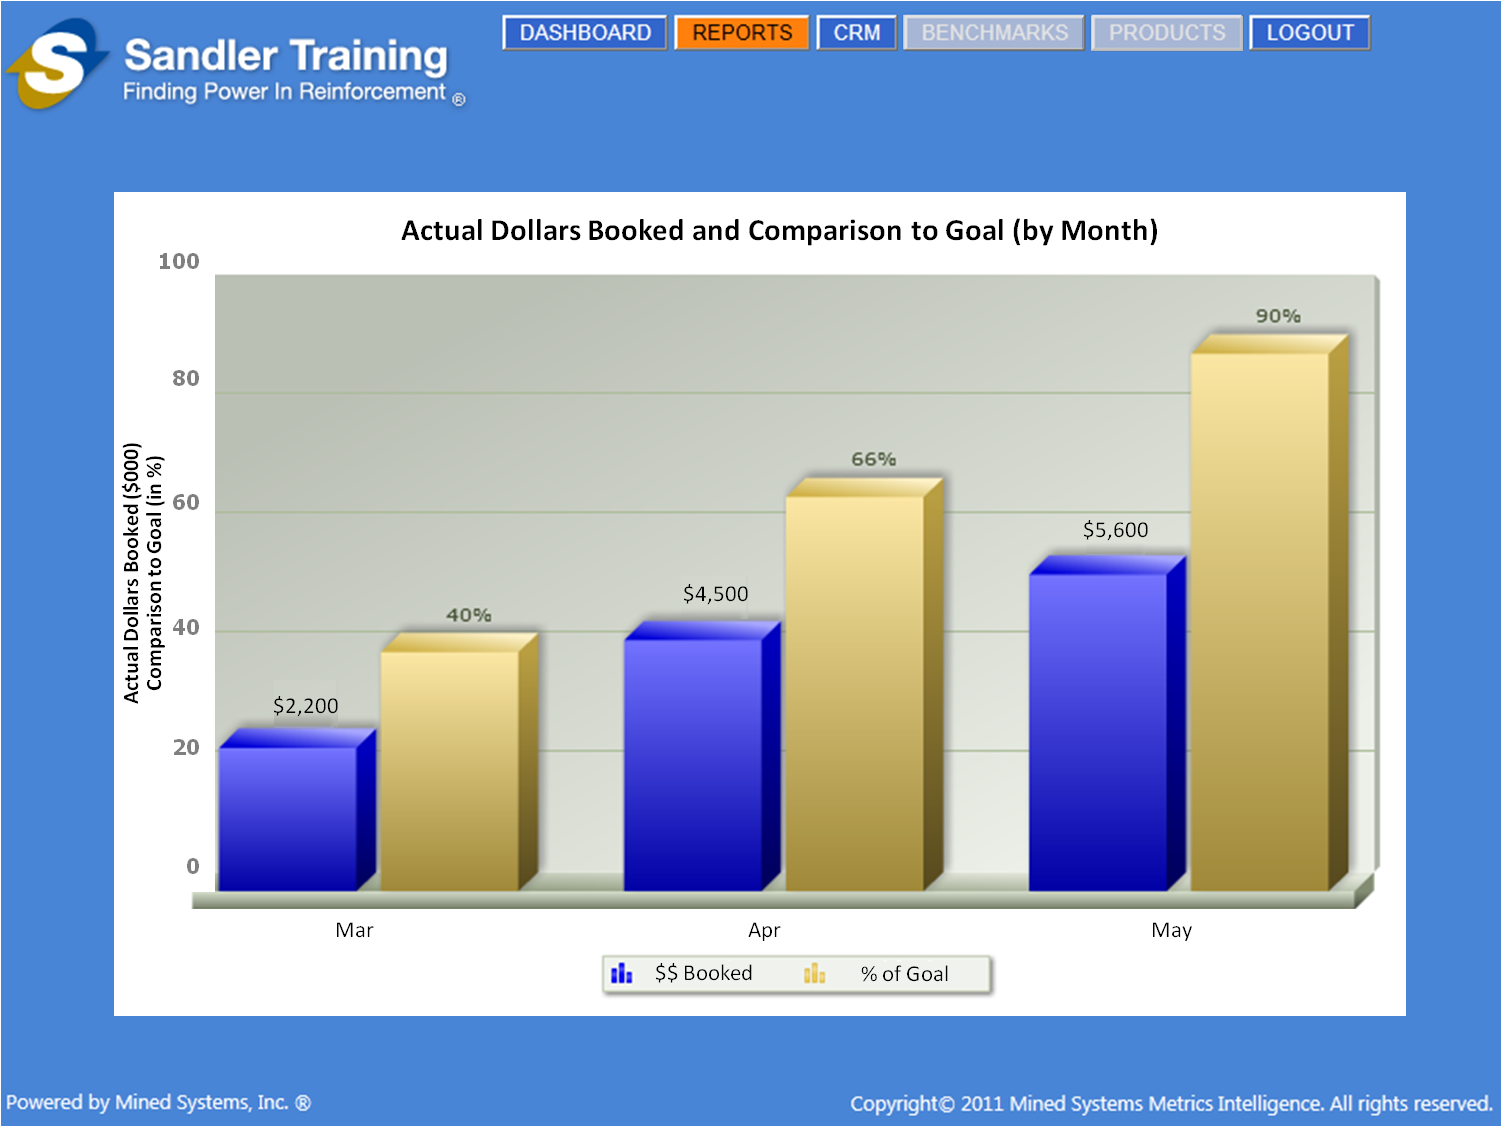 Sandler Training
Finding Power In Reinforcement ®
DASHBOARD
REPORTS
CRM
BENCHMARKS
PRODUCTS
LOGOUT
Actual Dollars Booked and Comparison to Goal (by Month)
Actual Dollars Booked ($000)
Comparison to Goal (in %)
100
80
60
40
20
0
$2,200
40%
$4,500
66%
$5,600
90%
Mar
Apr
May
$$ Booked
% of Goal
Powered by Mined Systems, Inc. ®
Copyright© 2011 Mined Systems Metrics Intelligence. All rights reserved.